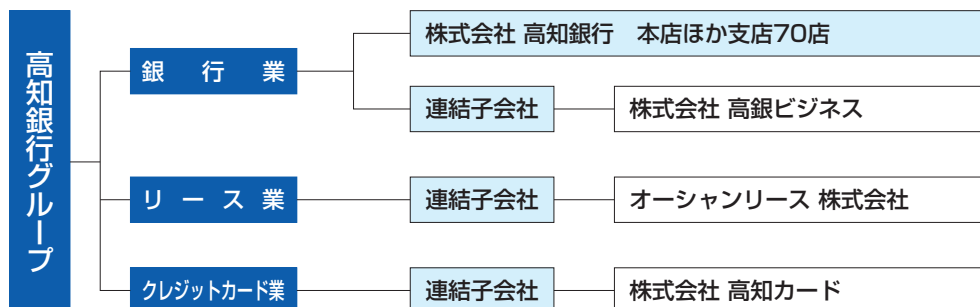 高知銀行グループ
銀行業
株式会社 高知銀行　本店ほか支店70店
連結子会社
株式会社 高銀ビジネス
リース業
連結子会社
オーシャンリース 株式会社
クレジットカード業
連結子会社
株式会社 高知カード